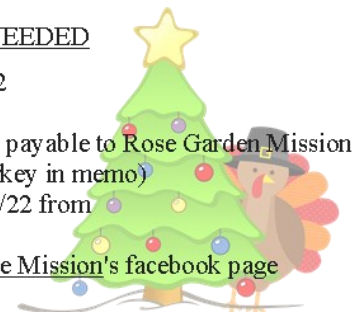 EEDED
2
payable to Rose Garden Mission
key in memo)
/22 from
e Mission's facebook page